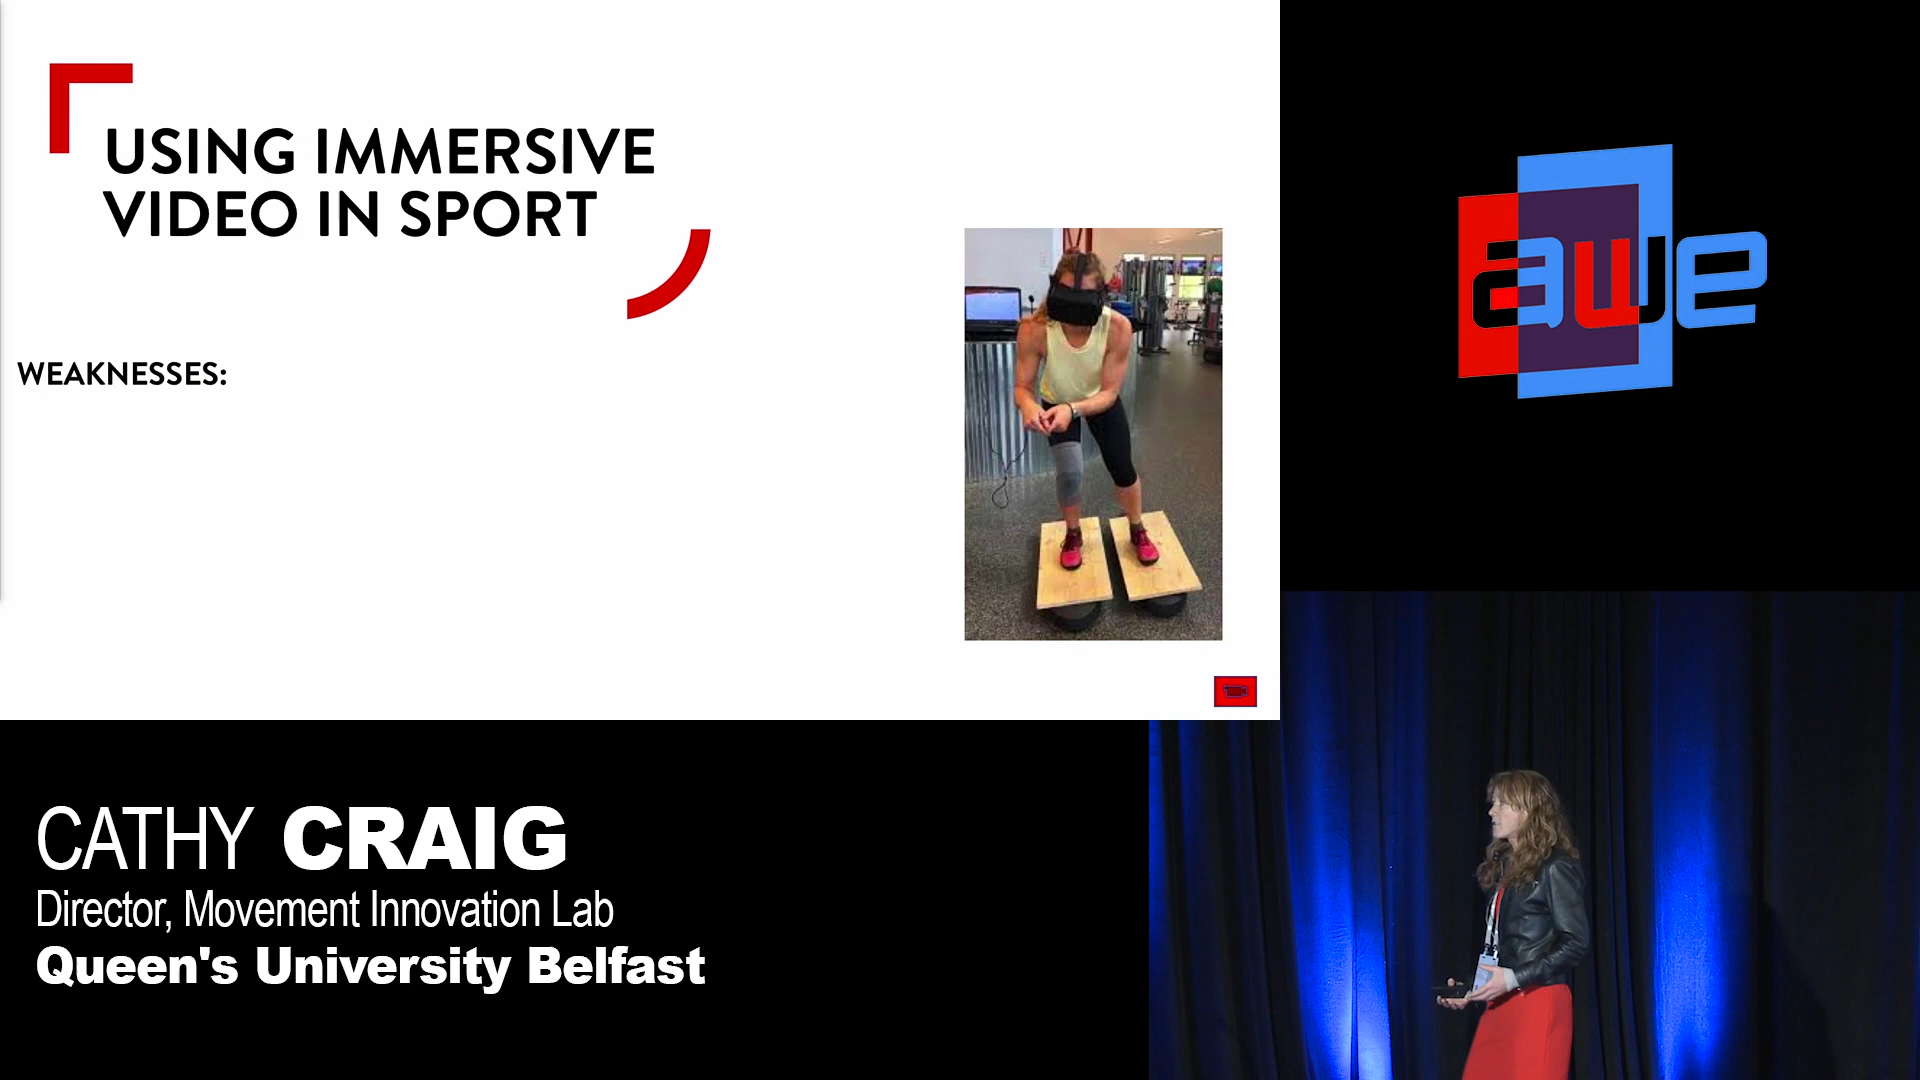 USING IMMERSIVE
VIDEO IN SPORT
WEAKNESSES:
awe
CATHY CRAIG
Director, Movement Innovation Lab
Queen's University Belfast